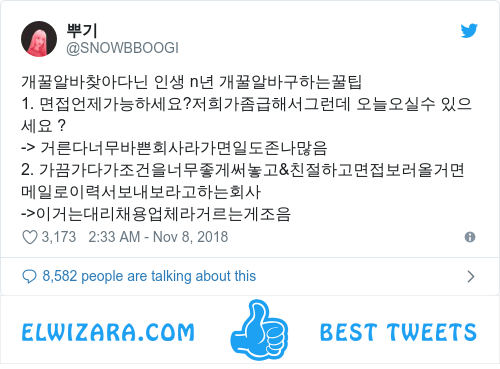 뿌기
@SNOWBBOOGI
개꿀알바찾아다닌 인생 n년 개꿀알바구하는꿀팁
1. 면접언제가능하세요?저희가좀급해서그런데 오늘오실수 있으
세요 ?
-> 거른다너무바쁜회사라가면일도존나많음
2. 가끔가다가조건을너무좋게써놓고&친절하고면접보러올거면
메일로이력서보내보라고하는회사
->이거는대리채용업체라거르는게조음
3,173 2:33 AM - Nov 8, 2018
8,582 people are talking about this
ELWIZARA.COM BEST TWEETS